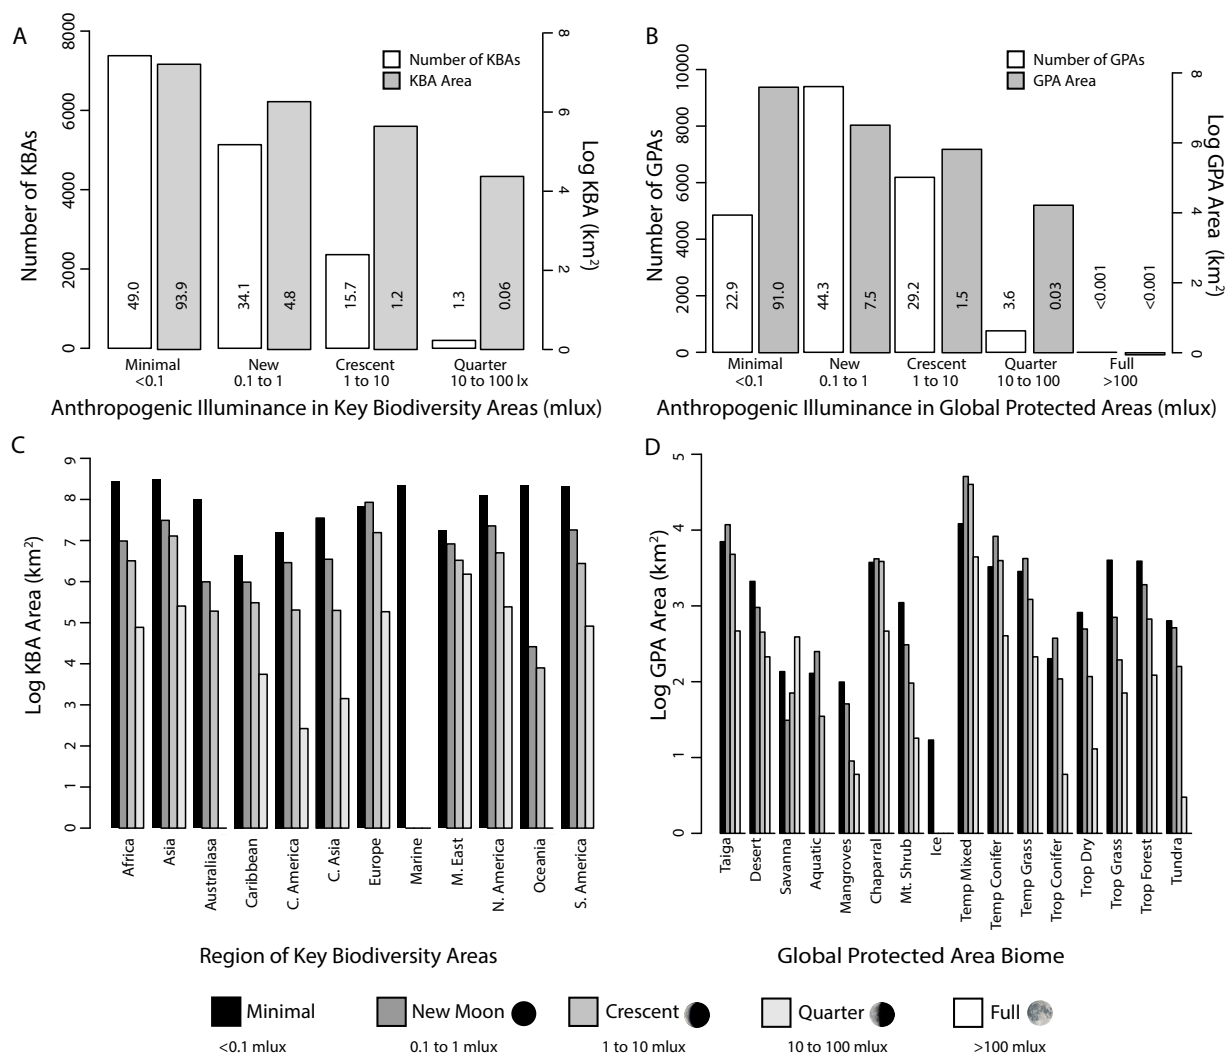 A
Number of KBAs
KBA Area
Number of KBAs
0
2000
4000
6000
8000
Log KBA (km²)
0
2
4
6
8
49.0
93.9
34.1
4.8
15.7
1.2
1.3
0.06
Minimal
<0.1
New
0.1 to 1
Crescent
1 to 10
Quarter
10 to 100 lx
Anthropogenic Illuminance in Key Biodiversity Areas (mlux)
B
Number of GPAs
GPA Area
Number of GPAs
0
2000
4000
6000
8000
10000
Log GPA Area (km²)
0
2
4
6
8
22.9
91.0
44.3
7.5
29.2
1.5
3.6
0.03
<0.001
<0.001
Minimal
<0.1
New
0.1 to 1
Crescent
1 to 10
Quarter
10 to 100
Full
>100
Anthropogenic Illuminance in Global Protected Areas (mlux)
C
Log KBA Area (km²)
0
1
2
3
4
5
6
7
8
9
Africa
Asia
Australiasa
Caribbean
C. America
C. Asia
Europe
Marine
M. East
N. America
Oceania
S. America
Region of Key Biodiversity Areas
D
Log GPA Area (km²)
0
1
2
3
4
5
Taiga
Desert
Savanna
Aquatic
Mangroves
Chaparral
Mt. Shrub
Ice
Temp Mixed
Temp Conifer
Temp Grass
Trop Conifer
Trop Dry
Trop Grass
Trop Forest
Tundra
Global Protected Area Biome
Minimal
<0.1 mlux
New Moon
0.1 to 1 mlux
Crescent
1 to 10 mlux
Quarter
10 to 100 mlux
Full
>100 mlux